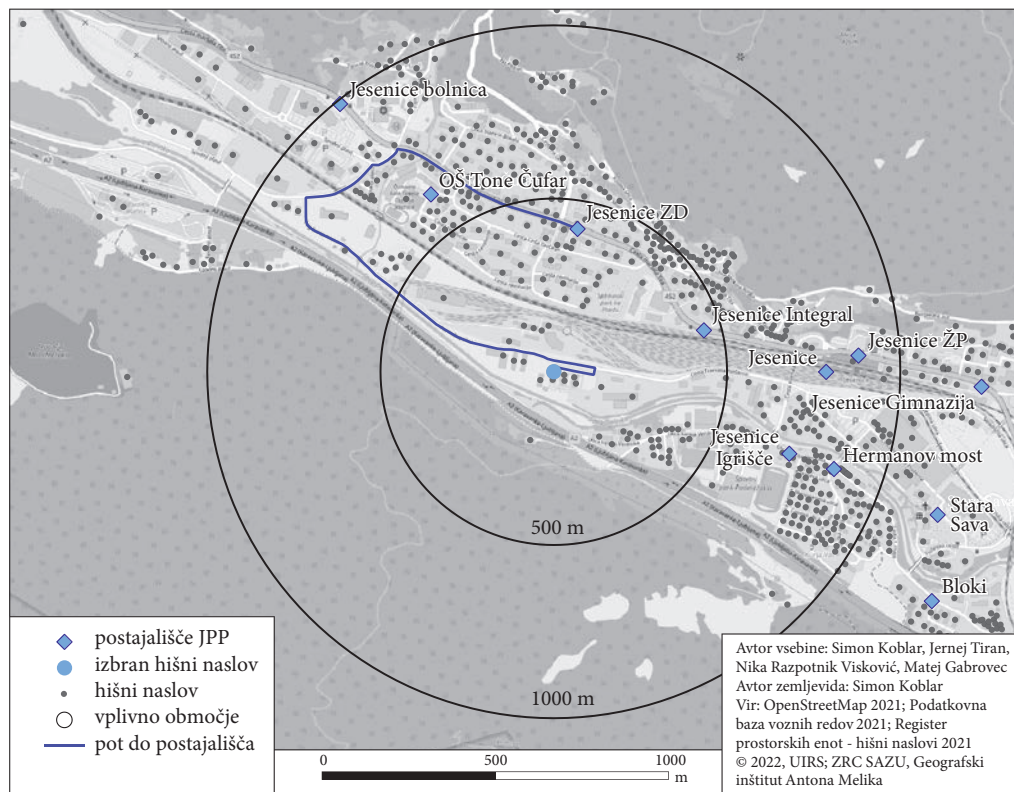 Jesenice bolnica
OŠ Tone Čufar
Jesenice ZD
Jesenice Integral
Jesenice ŽP
Jesenice
Jesenice Gimnazija
Jesenice
Igrišče
Hermanov most
Stara
Sava
Bloki
500 m
1000 m
postajališče JPP
izbran hišni naslov
hišni naslov
vplivno območje
pot do postajališča
0 500 1000
m
Avtor vsebine: Simon Koblar, Jernej Tiran,
Nika Razpotnik Visković, Matej Gabrovec
Avtor zemljevida: Simon Koblar
Vir: OpenStreetMap 2021; Podatkovna
baza voznih redov 2021; Register
prostorskih enot - hišni naslovi 2021
© 2022, UIRS; ZRC SAZU, Geografski
inštitut Antona Melika